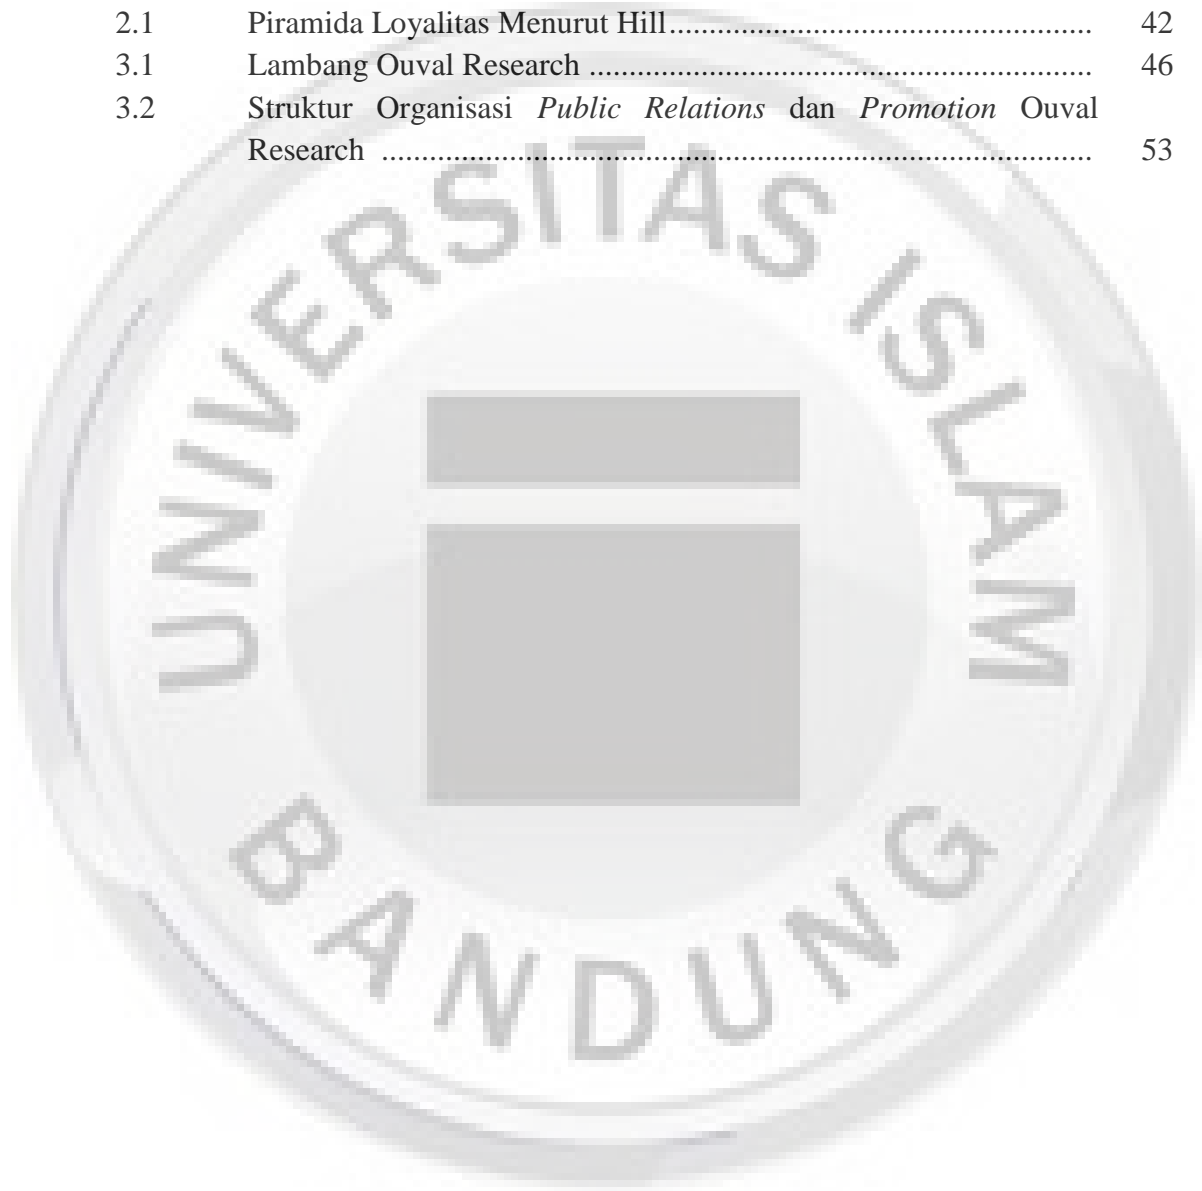 2.1 Piramida Loyalitas Menurut Hill..................................................... 42
3.1 Lambang Ouval Research ............................................................... 46
3.2 Struktur Organisasi Public Relations dan Promotion Ouval
Research ......................................................................................... 53
UNIVERSITAS ISLAM
BANDUNG